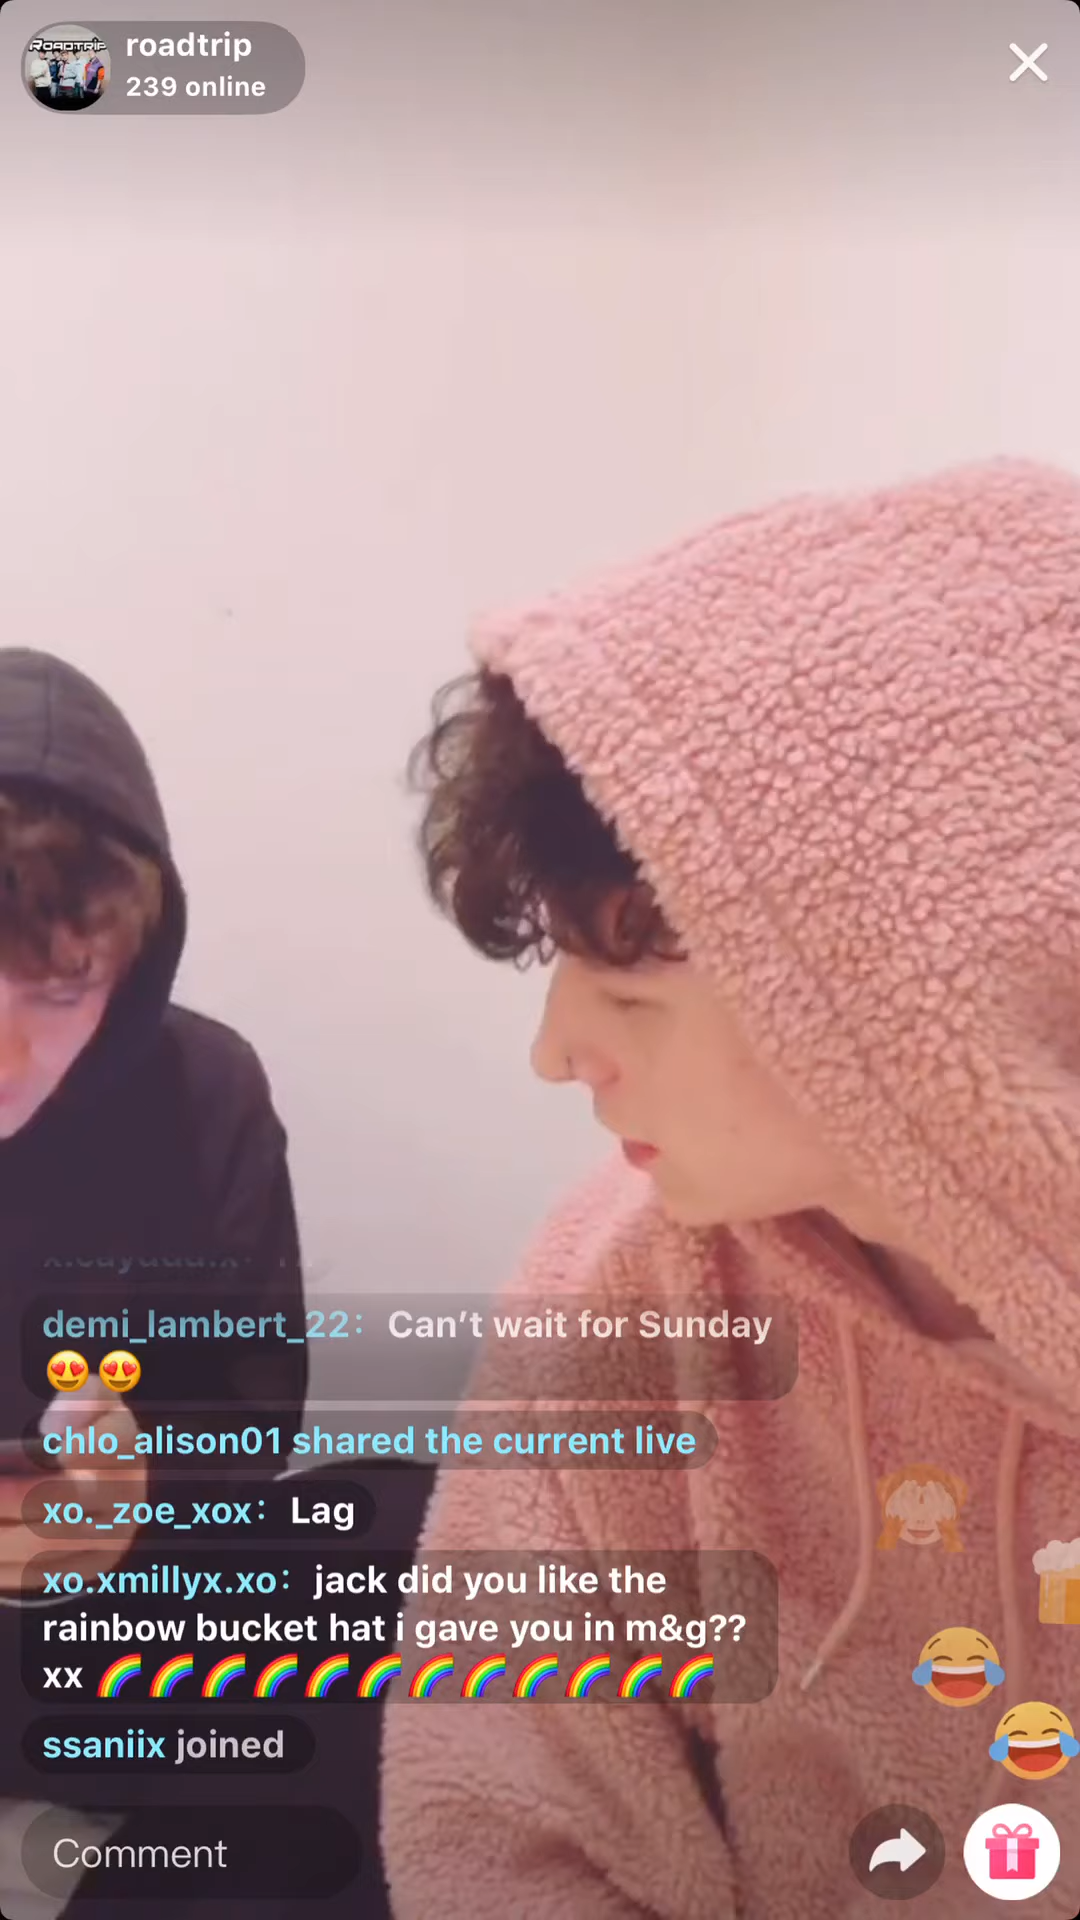 ROADTRIP
roadtrip
239 online
demi_lambert_22: Can't wait for Sunday
😍😍
chlo_alison01 shared the current live
xo._zoe_xox: Lag
xo.xmillyx.xo: jack did you like the
rainbow bucket hat i gave you in m&g??
xx 🌈🌈🌈🌈🌈🌈🌈🌈🌈🌈🌈🌈
ssaniix joined
Comment